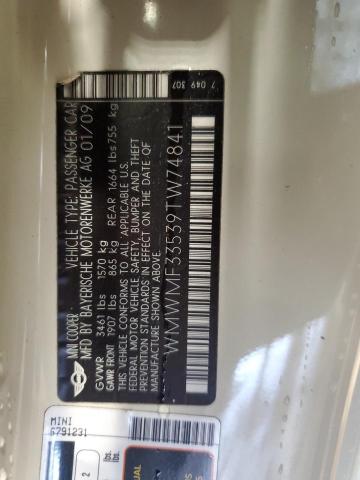 MINI COOPER VEHICLE TYPE: PASSENGER CAR
MFD BY BAYERISCHE MOTORENWERKE AG 01/09
GVWR 3461 lbs 1570 kg
GAWR FRONT 1907 lbs 865 kg REAR 1664 lbs 755 kg
THIS VEHICLE CONFORMS TO ALL APPLICABLE U.S.
FEDERAL MOTOR VEHICLE SAFETY, BUMPER, AND THEFT
PREVENTION STANDARDS IN EFFECT ON THE DATE OF
MANUFACTURE SHOWN ABOVE.
WMWMF33539TW74841
7 049 307
MINI
6791231
2
lbs.
lbs.